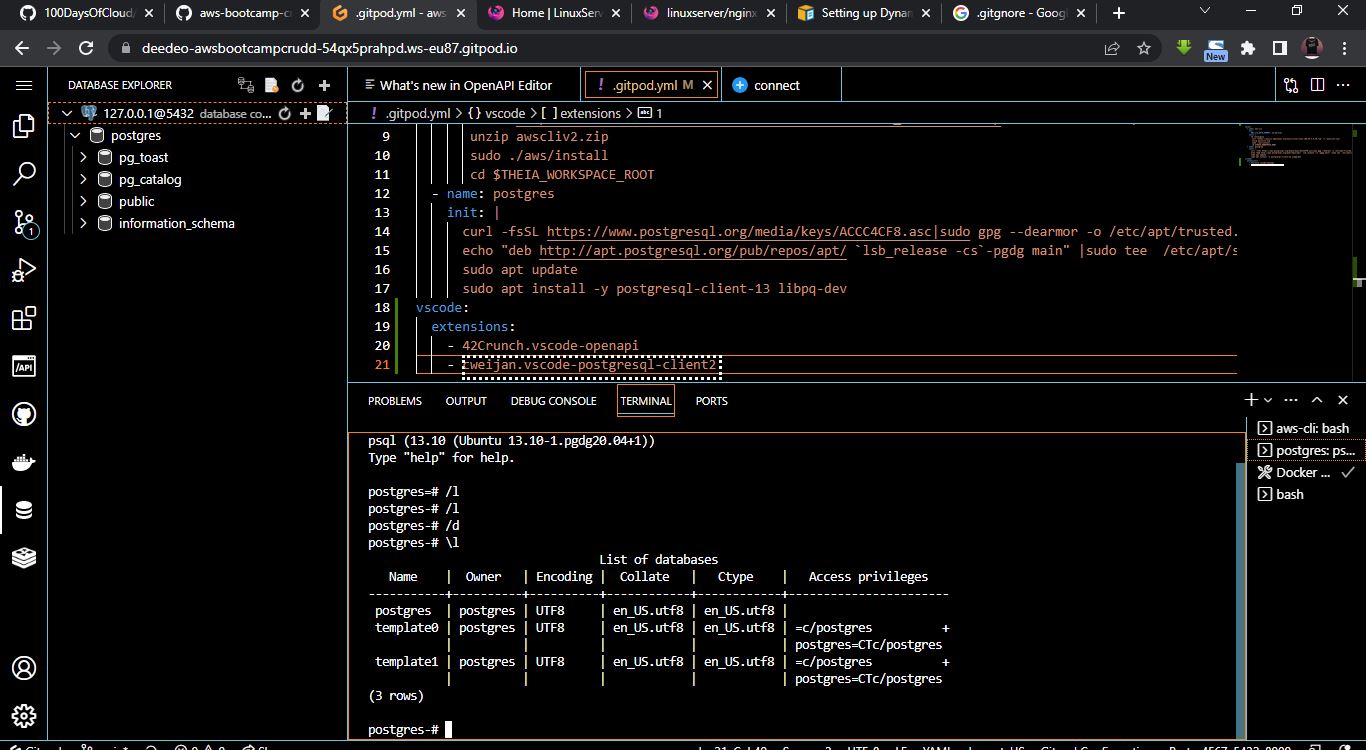 100DaysOfCloud/
aws-bootcamp-c
.gitpod.yml - aws
Home | LinuxServ
linuxserver/nginx
Setting up Dynam
.gitgnore - Goog
deedeo-awsbootcampcrudd-54qx5prahpd.ws-eu87.gitpod.io
New
DATABASE EXPLORER
127.0.0.1@5432 database co...
postgres
pg_toast
pg_catalog
public
information_schema
1
/API
What's new in OpenAPI Editor
! .gitpod.yml M
connect
! .gitpod.yml > {} vscode > [ ] extensions > abc 1
9 unzip awscliv2.zip
10 sudo ./aws/install
11 cd $THEIA_WORKSPACE_ROOT
12 - name: postgres
13 init: |
14 curl -fsSL https://www.postgresql.org/media/keys/ACCC4CF8.asc|sudo gpg --dearmor -o /etc/apt/trusted.
15 echo "deb http://apt.postgresql.org/pub/repos/apt/ `lsb_release -cs`-pgdg main" |sudo tee  /etc/apt/s
16 sudo apt update
17 sudo apt install -y postgresql-client-13 libpq-dev
18 vscode:
19 extensions:
20 - 42Crunch.vscode-openapi
21 - cweijan.vscode-postgresql-client2
PROBLEMS OUTPUT DEBUG CONSOLE TERMINAL PORTS
psql (13.10 (Ubuntu 13.10-1.pgdg20.04+1))
Type "help" for help.
postgres=# /l
postgres-# /l
postgres-# /d
postgres-# \l
List of databases
Name | Owner | Encoding | Collate | Ctype | Access privileges
-----------+----------+----------+------------+------------+-----------------------
postgres | postgres | UTF8 | en_US.utf8 | en_US.utf8 |
template0 | postgres | UTF8 | en_US.utf8 | en_US.utf8 | =c/postgres +
| | | | | postgres=CTc/postgres
template1 | postgres | UTF8 | en_US.utf8 | en_US.utf8 | =c/postgres +
| | | | | postgres=CTc/postgres
(3 rows)
postgres-#
aws-cli: bash
postgres: ps...
Docker ...
bash